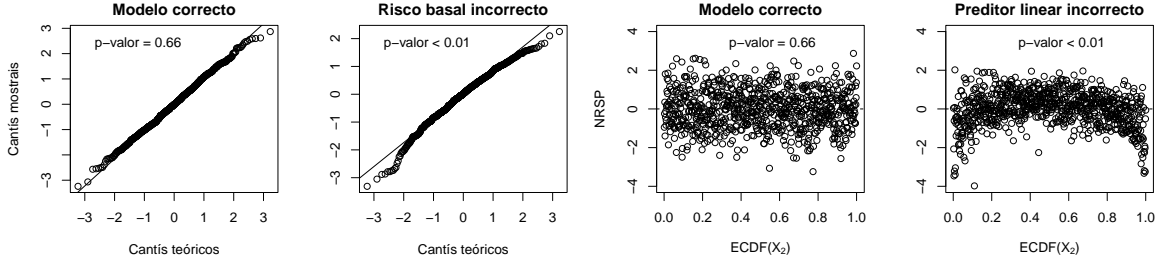 Modelo correcto
p-valor = 0.66
Cantís mostrais
3
2
1
0
−1
−3
−3 −2 −1 0 1 2 3
Cantís teóricos
Risco basal incorrecto
p-valor < 0.01
2
1
0
−1
−2
−3
−3 −2 −1 0 1 2 3
Cantís teóricos
Modelo correcto
p-valor = 0.66
NRSP
4
2
0
−2
−4
0.0 0.2 0.4 0.6 0.8 1.0
ECDF(X₂)
Preditor linear incorrecto
p-valor < 0.01
4
2
0
−2
−4
0.0 0.2 0.4 0.6 0.8 1.0
ECDF(X₂)